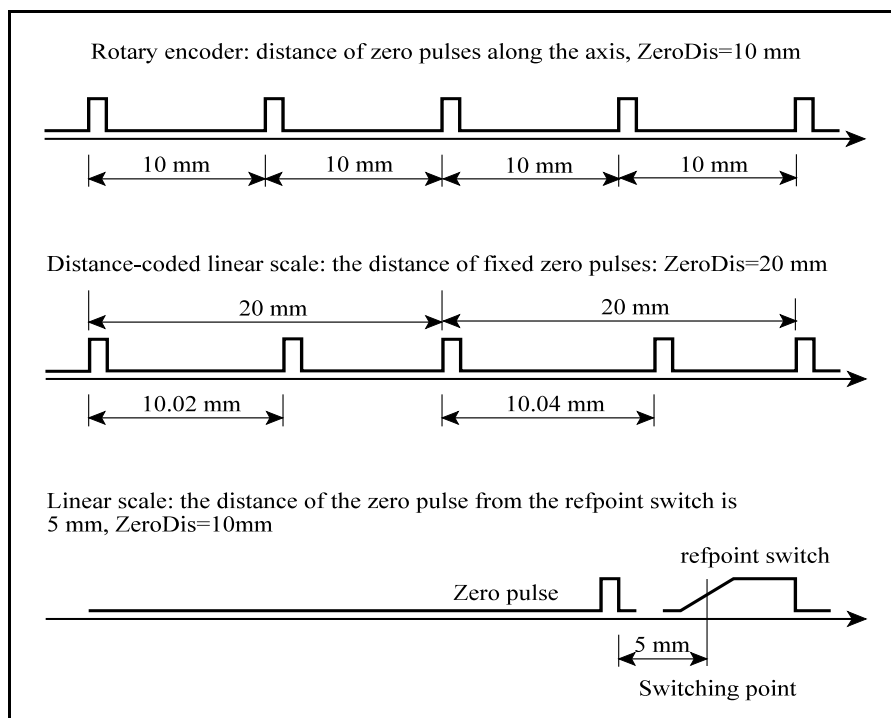 Rotary encoder: distance of zero pulses along the axis, ZeroDis=10 mm
10 mm
10 mm
10 mm
10 mm
Distance-coded linear scale: the distance of fixed zero pulses: ZeroDis=20 mm
20 mm
20 mm
10.02 mm
10.04 mm
Linear scale: the distance of the zero pulse from the refpoint switch is
5 mm, ZeroDis=10mm
refpoint switch
Zero pulse
5 mm
Switching point